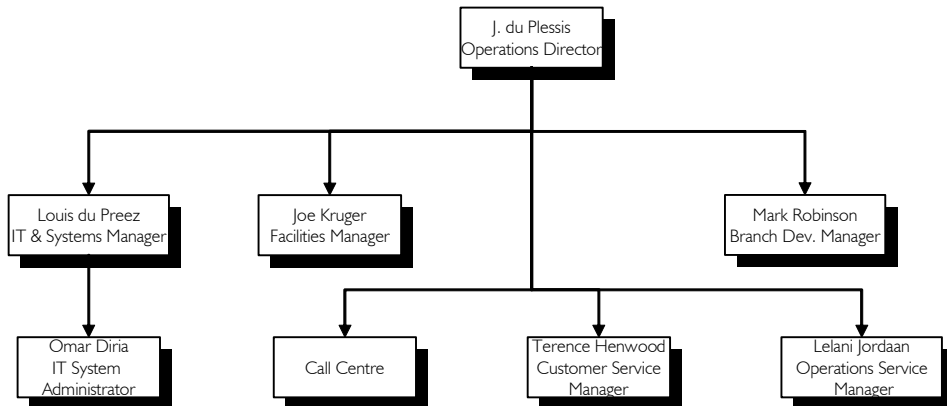 J. du Plessis
Operations Director
Louis du Preez
IT & Systems Manager
Joe Kruger
Facilities Manager
Mark Robinson
Branch Dev. Manager
Omar Diria
IT System
Administrator
Call Centre
Terence Henwood
Customer Service
Manager
Lelani Jordaan
Operations Service
Manager